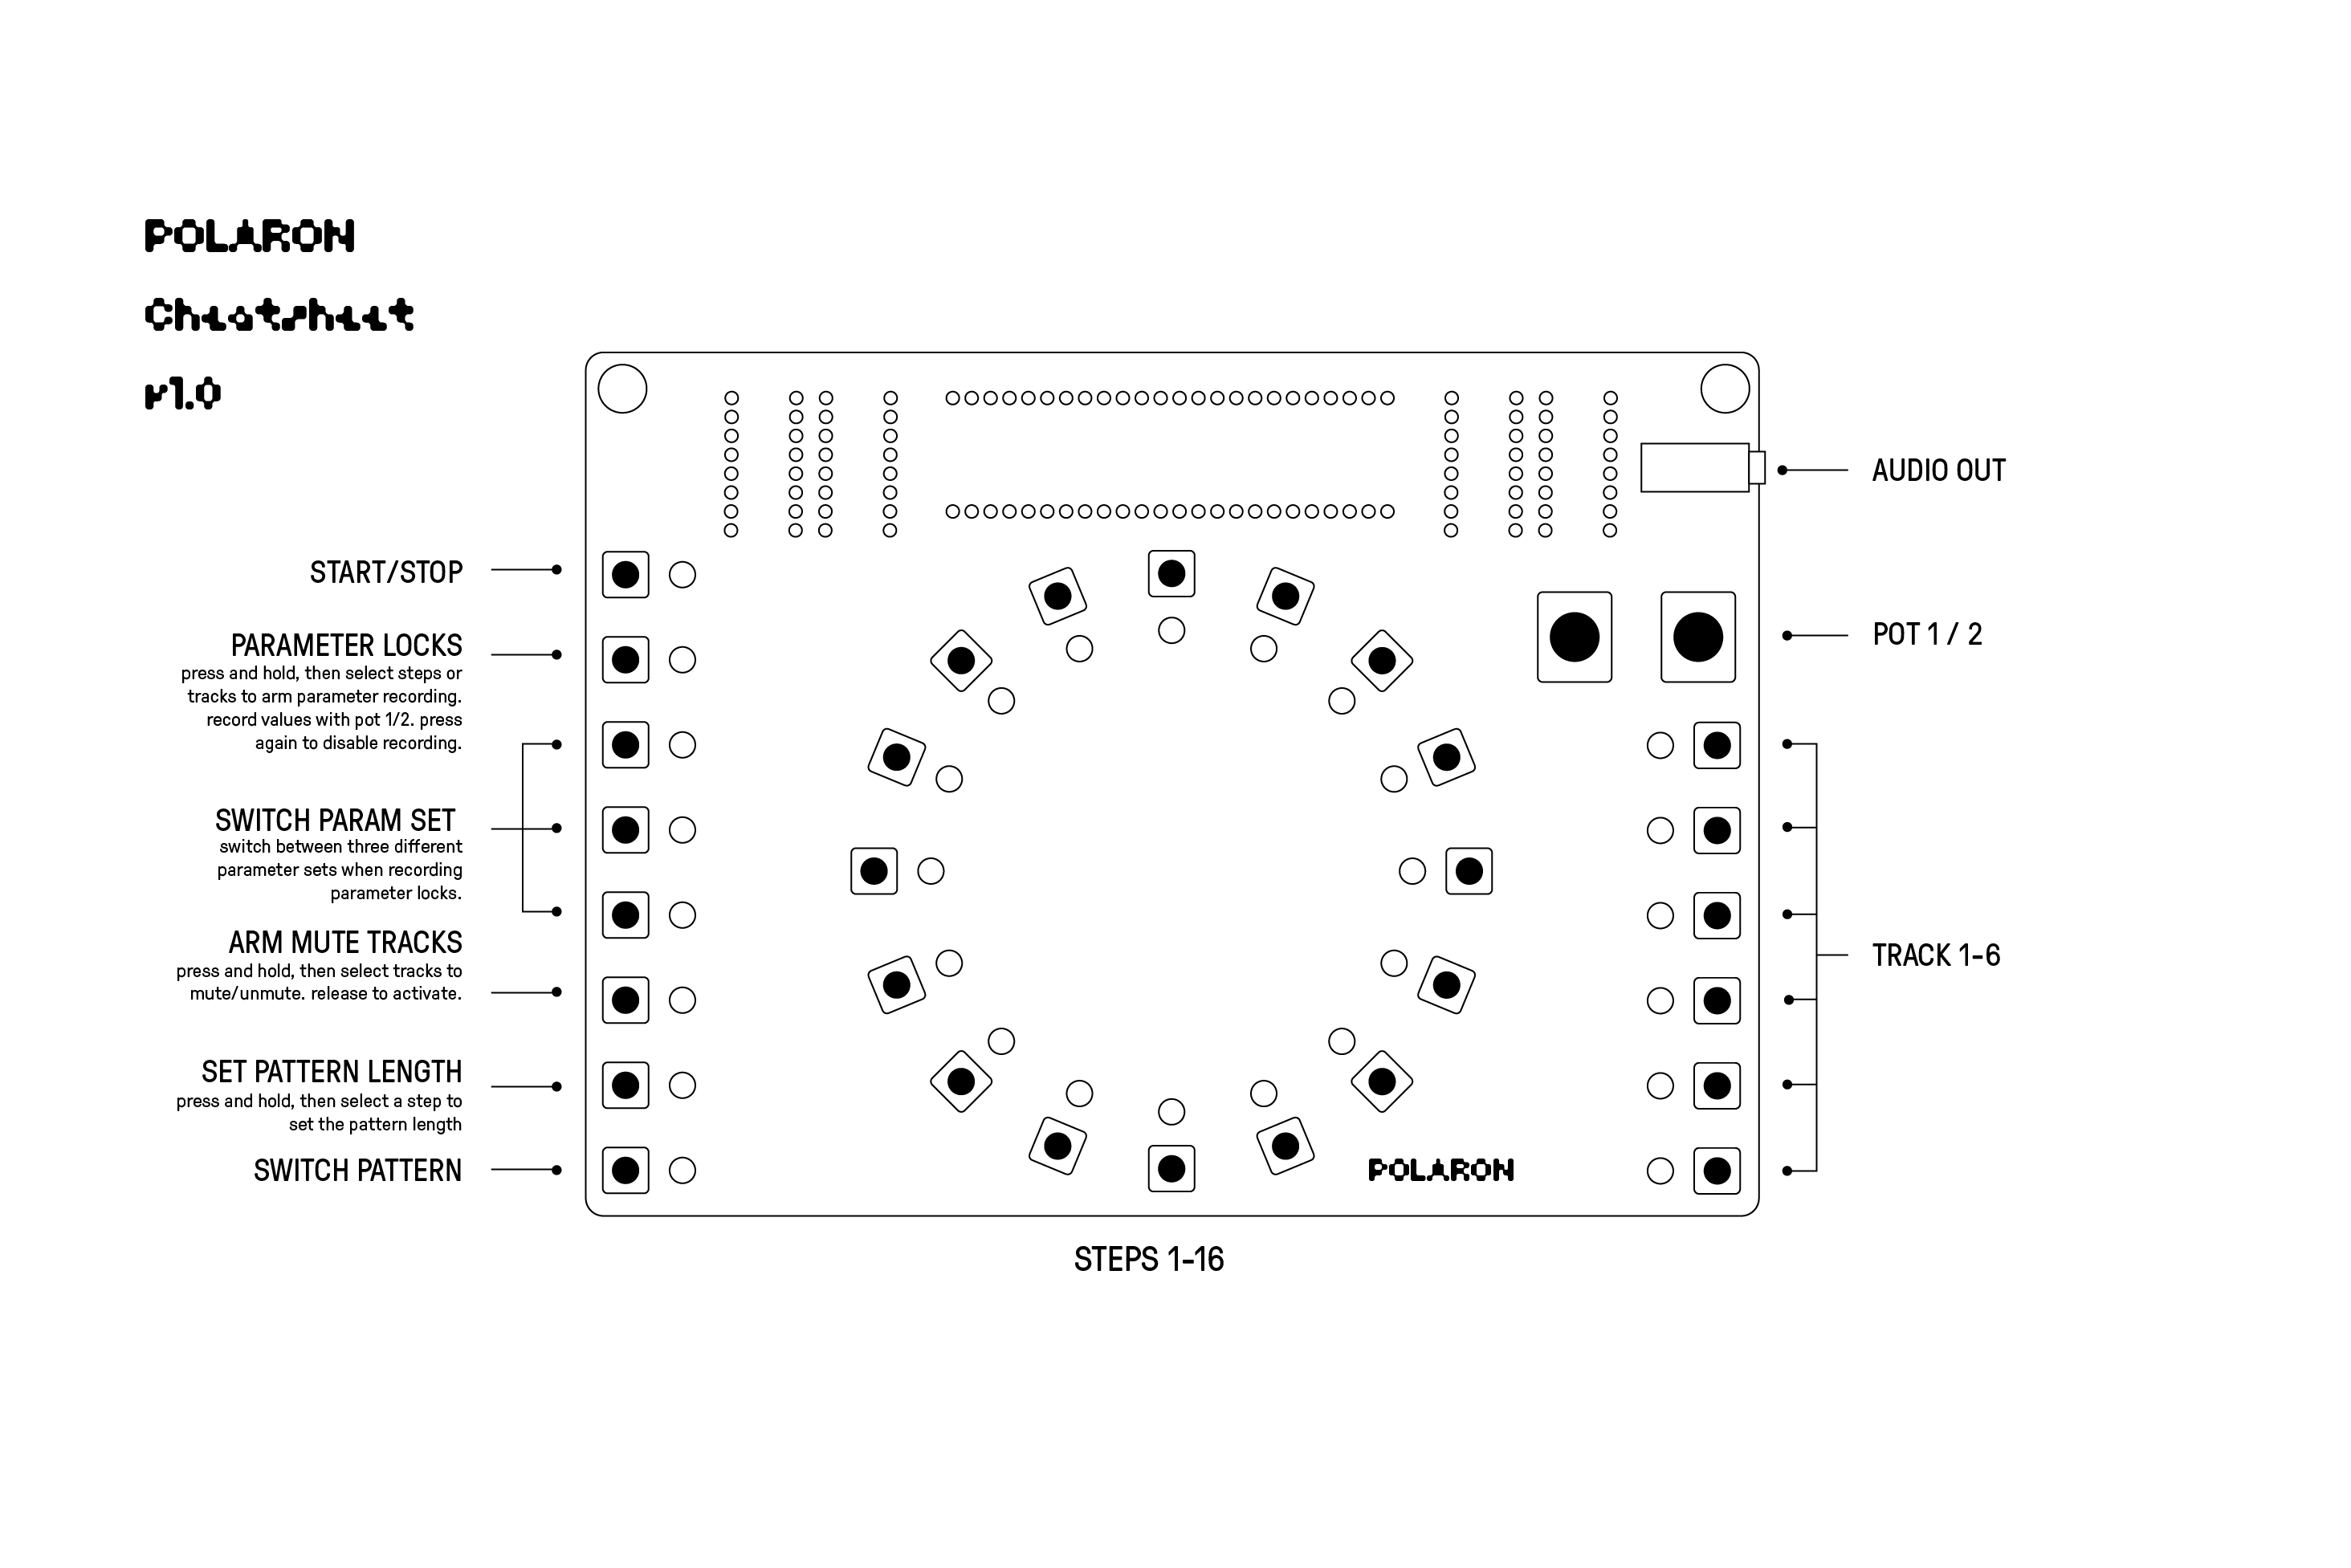 POLARON
Cheatsheet
v1.0
START/STOP
PARAMETER LOCKS
press and hold, then select steps or
tracks to arm parameter recording.
record values with pot 1/2. press
again to disable recording.
SWITCH PARAM SET
switch between three different
parameter sets when recording
parameter locks.
ARM MUTE TRACKS
press and hold, then select tracks to
mute/unmute. release to activate.
SET PATTERN LENGTH
press and hold, then select a step to
set the pattern length
SWITCH PATTERN
AUDIO OUT
POT 1 / 2
TRACK 1-6
POLARON
STEPS 1-16